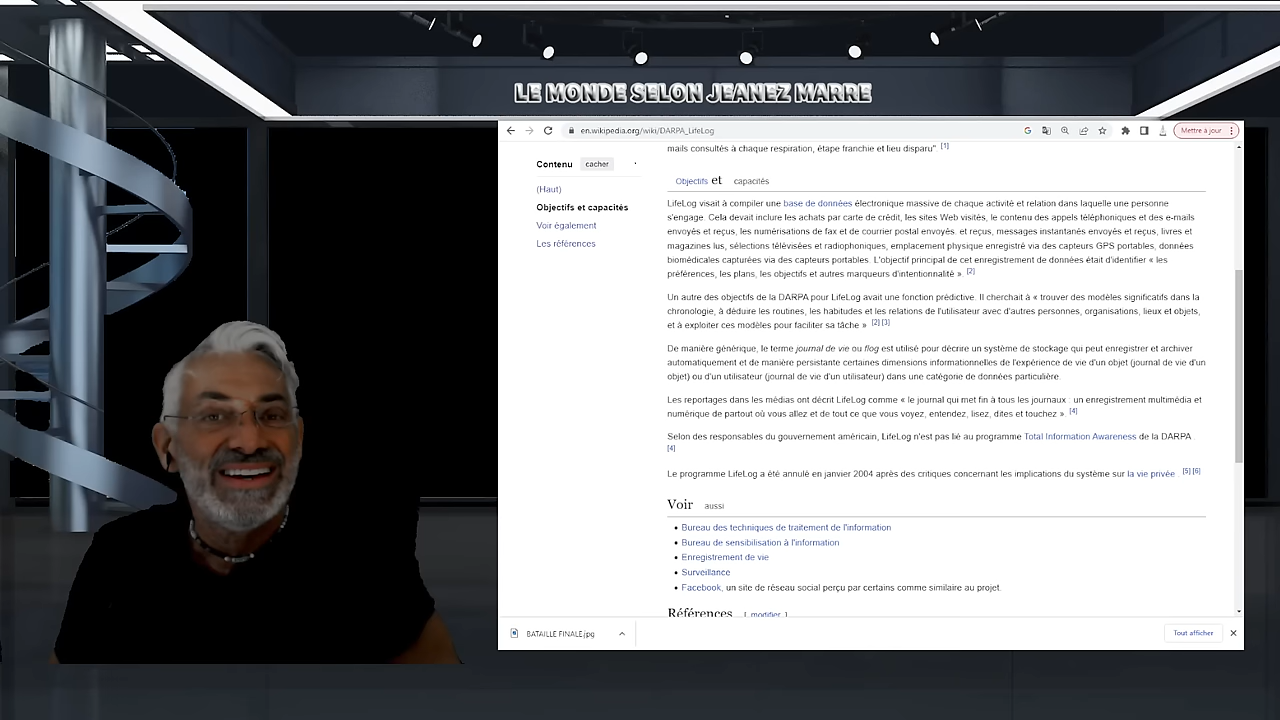 LE MONDE SELON JEANEZ MARRE
en.wikipedia.org/wiki/DARPA_LifeLog
Mettre à jour
Contenu cacher
(Haut)
Objectifs et capacités
Voir également
Les références
mails consultés à chaque respiration, étape franchie et lieu disparu". [1]
Objectifs et capacités
LifeLog visait à compiler une base de données électronique massive de chaque activité et relation dans laquelle une personne
s'engage. Cela devait inclure les achats par carte de crédit, les sites Web visités, le contenu des appels téléphoniques et des e-mails
envoyés et reçus, les numérisations de fax et de courrier postal envoyés. et reçus, messages instantanés envoyés et reçus, livres et
magazines lus, sélections télévisées et radiophoniques, emplacement physique enregistré via des capteurs GPS portables, données
biomédicales capturées via des capteurs portables. L'objectif principal de cet enregistrement de données était d'identifier « les
préférences, les plans, les objectifs et autres marqueurs d'intentionnalité ». [2]
Un autre des objectifs de la DARPA pour LifeLog avait une fonction prédictive. Il cherchait à « trouver des modèles significatifs dans la
chronologie, à déduire les routines, les habitudes et les relations de l'utilisateur avec d'autres personnes, organisations, lieux et objets,
et à exploiter ces modèles pour faciliter sa tâche » [2] [3]
De manière générique, le terme journal de vie ou flog est utilisé pour décrire un système de stockage qui peut enregistrer et archiver
automatiquement et de manière persistante certaines dimensions informationnelles de l'expérience de vie d'un objet (journal de vie d'un
objet) ou d'un utilisateur (journal de vie d'un utilisateur) dans une catégorie de données particulière.
Les reportages dans les médias ont décrit LifeLog comme « le journal qui met fin à tous les journaux : un enregistrement multimédia et
numérique de partout où vous allez et de tout ce que vous voyez, entendez, lisez, dites et touchez ». [4]
Selon des responsables du gouvernement américain, LifeLog n'est pas lié au programme Total Information Awareness de la DARPA .
[4]
Le programme LifeLog a été annulé en janvier 2004 après des critiques concernant les implications du système sur la vie privée . [5] [6]
Voir aussi
• Bureau des techniques de traitement de l'information
• Bureau de sensibilisation à l'information
• Enregistrement de vie
• Surveillance
• Facebook, un site de réseau social perçu par certains comme similaire au projet.
Références [ modifier ]
BATAILLE FINALE.jpg
Tout afficher